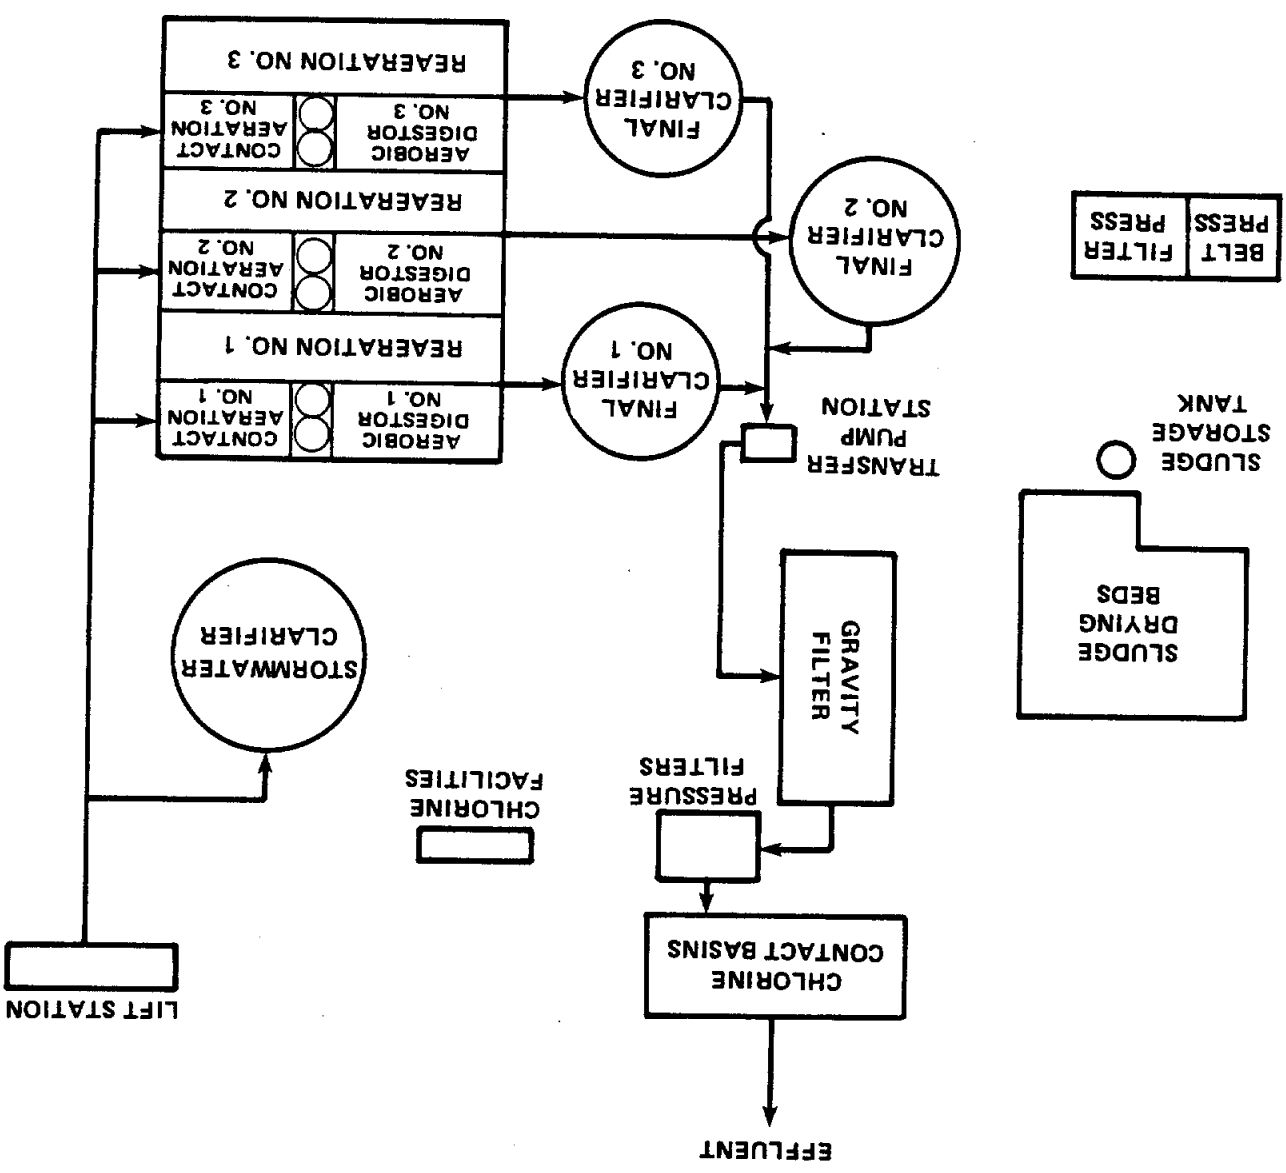 EFFLUENT
CHLORINE
CONTACT BASINS
LIFT STATION
PRESSURE
FILTERS
CHLORINE
FACILITIES
GRAVITY
FILTER
STORMWATER
CLARIFIER
SLUDGE
DRYING
BEDS
SLUDGE
STORAGE
TANK
TRANSFER
PUMP
STATION
FINAL
CLARIFIER
NO. 1
AEROBIC
DIGESTOR
NO. 1
CONTACT
AERATION
NO. 1
REAERATION NO. 1
BELT
PRESS
FILTER
PRESS
FINAL
CLARIFIER
NO. 2
AEROBIC
DIGESTOR
NO. 2
CONTACT
AERATION
NO. 2
REAERATION NO. 2
FINAL
CLARIFIER
NO. 3
AEROBIC
DIGESTOR
NO. 3
CONTACT
AERATION
NO. 3
REAERATION NO. 3